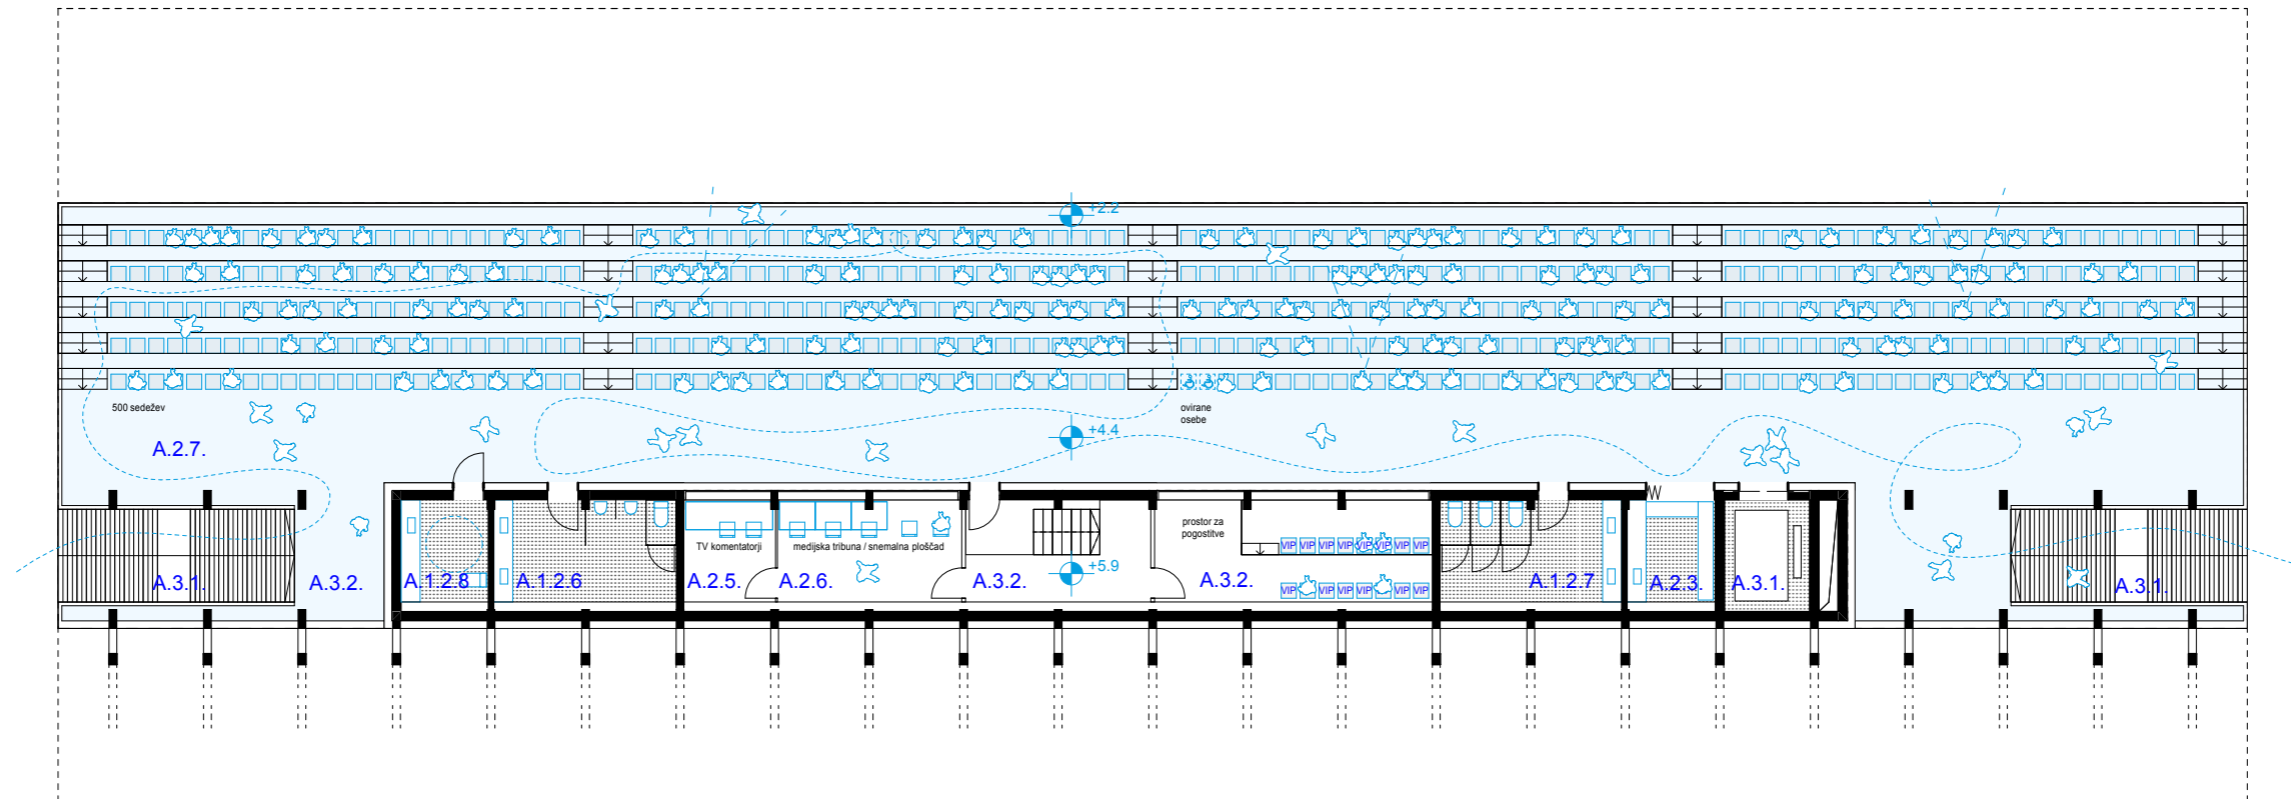 +2.2
500 sedežev
ovirane
osebe
+4.4
A.2.7.
prostor za
pogostitve
TV komentatorji
medijska tribuna / snemalna ploščad
VIP VIP VIP VIP VIP VIP VIP VIP
+5.9
A.3.1.
A.3.2.
A.1.2.8
A.1.2.6
A.2.5.
A.2.6.
A.3.2.
A.3.2.
A.1.2.7
A.2.3.
A.3.1.
A.3.1.
VIP VIP VIP VIP VIP VIP